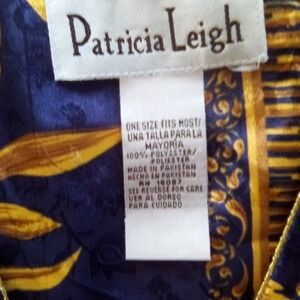 Patricia Leigh
ONE SIZE FITS MOST/
UNA TALLA PARA LA
MAYORIA
100% POLYESTER/
POLIESTER
MADE IN PAKISTAN
HECHO EN PAKISTAN
RN 16087
SEE REVERSE FOR CARE
VER AL DORSO
PARA CUIDADO